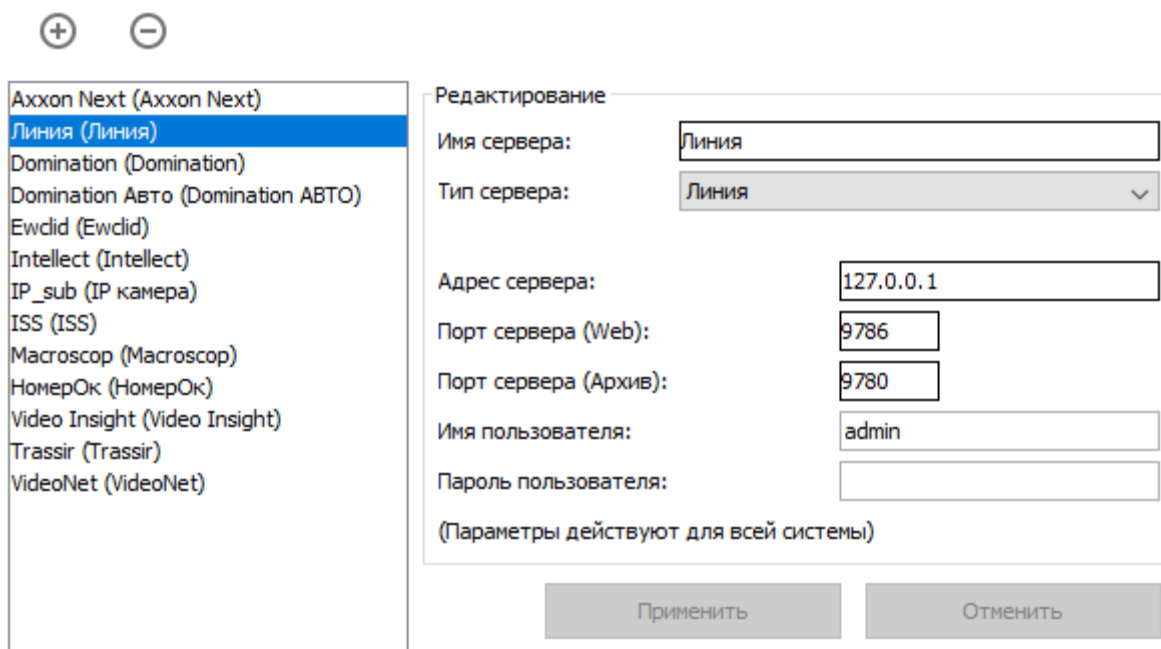 Axxon Next (Axxon Next)
Линия (Линия)
Domination (Domination)
Domination Авто (Domination АВТО)
Ewclid (Ewclid)
Intellect (Intellect)
IP_sub (IP камера)
ISS (ISS)
Macroscop (Macroscop)
НомерОк (НомерОк)
Video Insight (Video Insight)
Trassir (Trassir)
VideoNet (VideoNet)
Редактирование
Имя сервера: Линия
Тип сервера: Линия
Адрес сервера: 127.0.0.1
Порт сервера (Web): 9786
Порт сервера (Архив): 9780
Имя пользователя: admin
Пароль пользователя:
(Параметры действуют для всей системы)
Применить Отменить